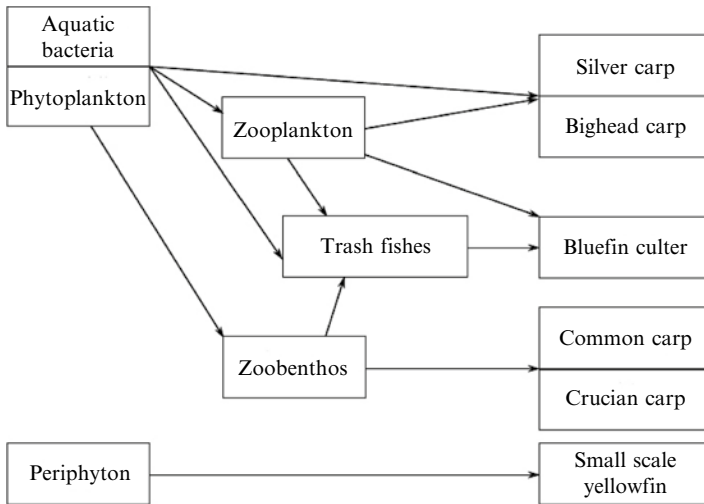 Aquatic
bacteria
Phytoplankton
Silver carp
Bighead carp
Zooplankton
Trash fishes
Bluefin culter
Zoobenthos
Common carp
Crucian carp
Periphyton
Small scale
yellowfin